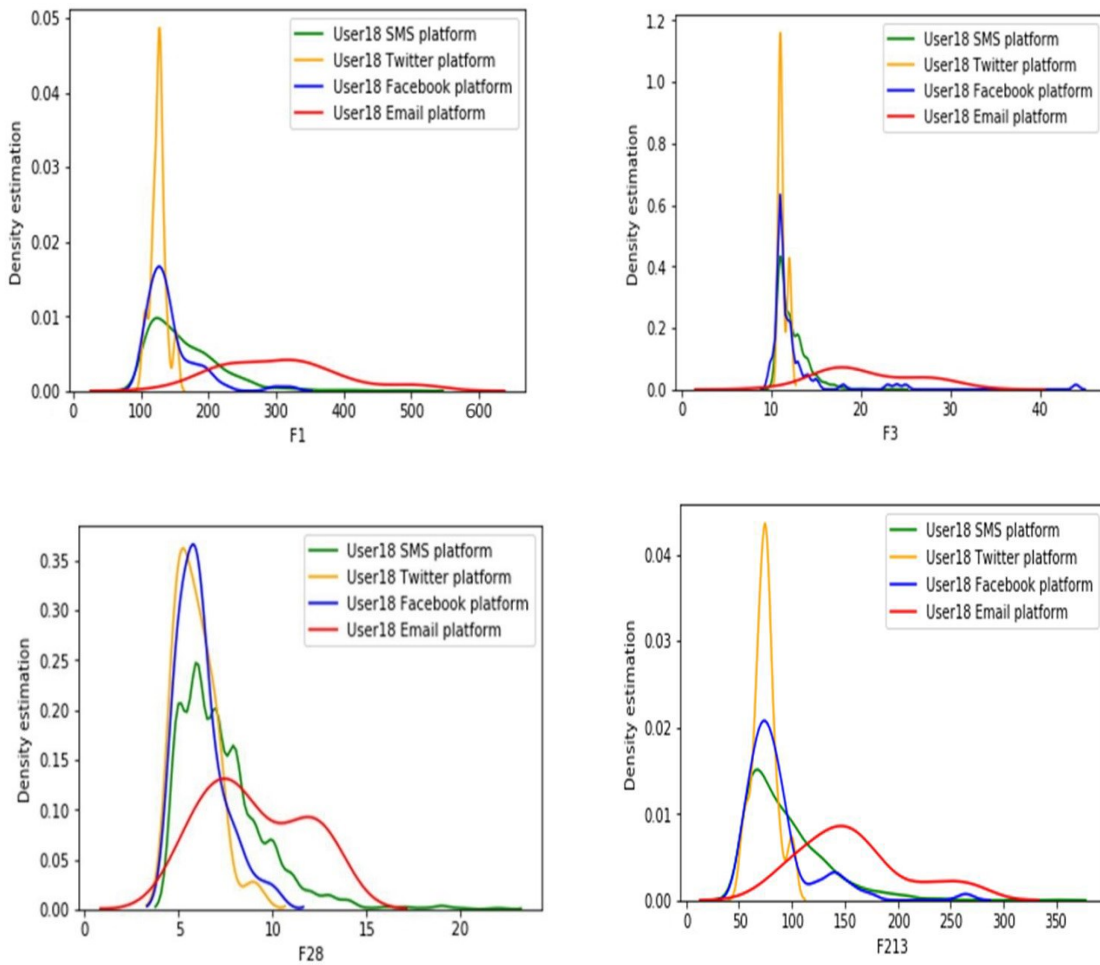 0.05
0.04
0.03
0.02
0.01
0.00
Density estimation
User18 SMS platform
User18 Twitter platform
User18 Facebook platform
User18 Email platform
0 100 200 300 400 500 600
F1
1.2
1.0
0.8
0.6
0.4
0.2
0.0
Density estimation
User18 SMS platform
User18 Twitter platform
User18 Facebook platform
User18 Email platform
0 10 20 30 40
F3
0.35
0.30
0.25
0.20
0.15
0.10
0.05
0.00
Density estimation
User18 SMS platform
User18 Twitter platform
User18 Facebook platform
User18 Email platform
0 5 10 15 20
F28
0.04
0.03
0.02
0.01
0.00
Density estimation
User18 SMS platform
User18 Twitter platform
User18 Facebook platform
User18 Email platform
0 50 100 150 200 250 300 350
F213